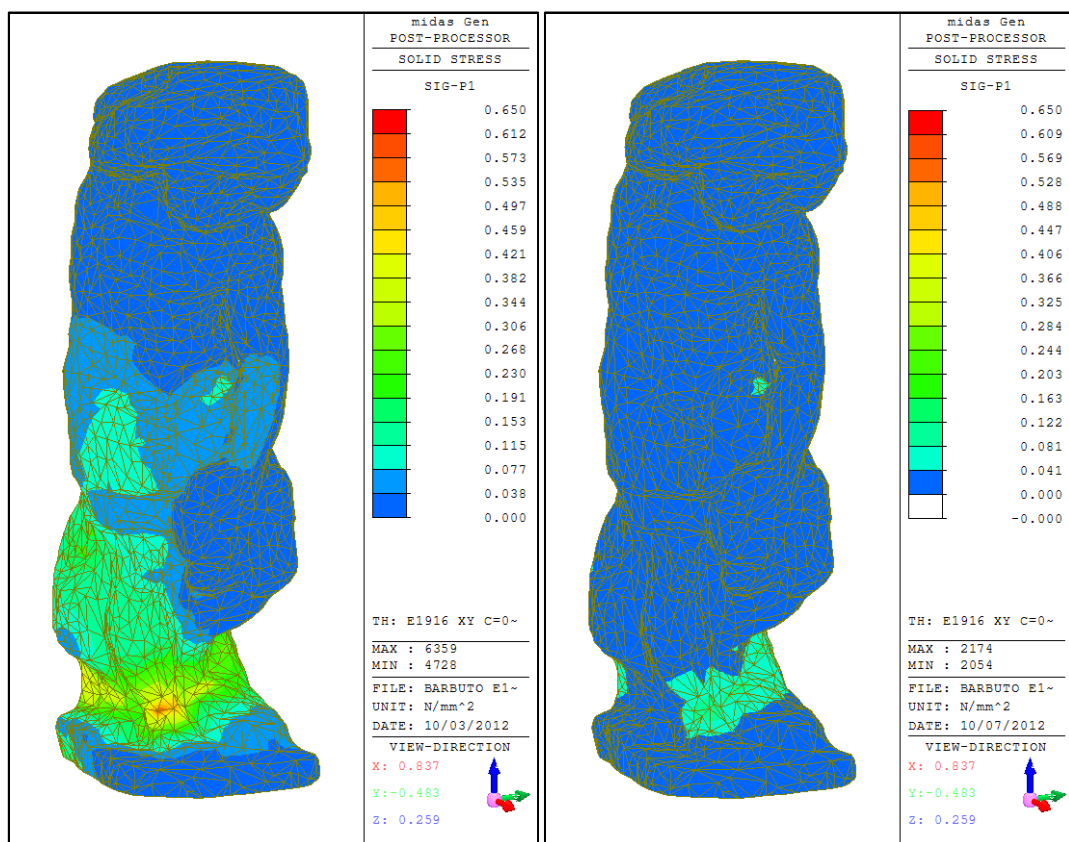 midas Gen
POST-PROCESSOR
SOLID STRESS
SIG-P1
0.650
0.612
0.573
0.535
0.497
0.459
0.421
0.382
0.344
0.306
0.268
0.230
0.191
0.153
0.115
0.077
0.038
0.000
TH: E1916 XY C=0~
MAX : 6359
MIN : 4728
FILE: BARBUTO E1~
UNIT: N/mm^2
DATE: 10/03/2012
VIEW-DIRECTION
X: 0.837
Y:-0.483
Z: 0.259
midas Gen
POST-PROCESSOR
SOLID STRESS
SIG-P1
0.650
0.609
0.569
0.528
0.488
0.447
0.406
0.366
0.325
0.284
0.244
0.203
0.163
0.122
0.081
0.041
0.000
-0.000
TH: E1916 XY C=0~
MAX : 2174
MIN : 2054
FILE: BARBUTO E1~
UNIT: N/mm^2
DATE: 10/07/2012
VIEW-DIRECTION
X: 0.837
Y:-0.483
Z: 0.259